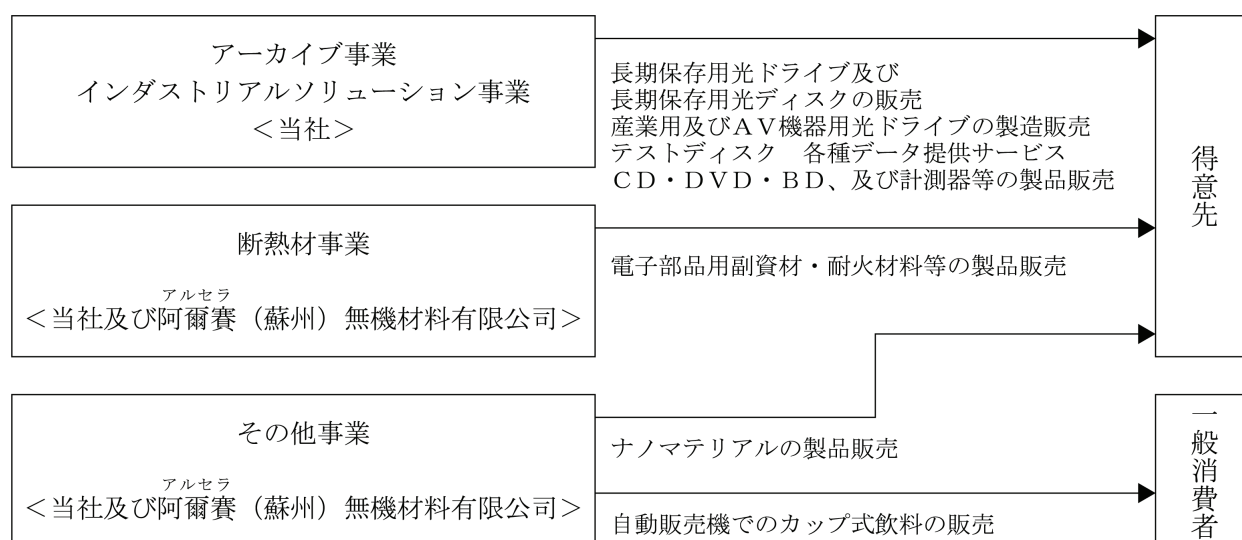 アーカイブ事業
インダストリアルソリューション事業
＜当社＞
長期保存用光ドライブ及び
長期保存用光ディスクの販売
産業用及びＡＶ機器用光ドライブの製造販売
テストディスク　各種データ提供サービス
ＣＤ・ＤＶＤ・ＢＤ、及び計測器等の製品販売
得意先
断熱材事業
アルセラ
＜当社及び阿爾賽（蘇州）無機材料有限公司＞
電子部品用副資材・耐火材料等の製品販売
その他事業
アルセラ
＜当社及び阿爾賽（蘇州）無機材料有限公司＞
ナノマテリアルの製品販売
自動販売機でのカップ式飲料の販売
一般消費者